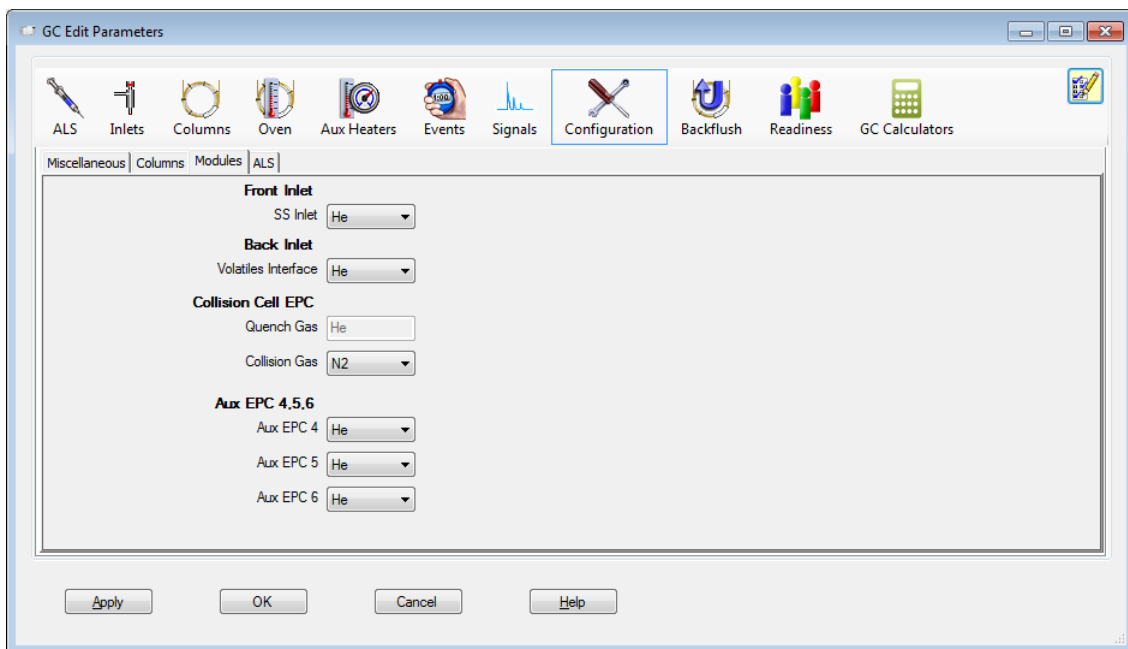 GC Edit Parameters
1:00
ALS Inlets Columns Oven Aux Heaters Events Signals Configuration Backflush Readiness GC Calculators
Miscellaneous Columns Modules ALS
Front Inlet
SS Inlet He
Back Inlet
Volatiles Interface He
Collision Cell EPC
Quench Gas He
Collision Gas N2
Aux EPC 4,5,6
Aux EPC 4 He
Aux EPC 5 He
Aux EPC 6 He
Apply OK Cancel Help